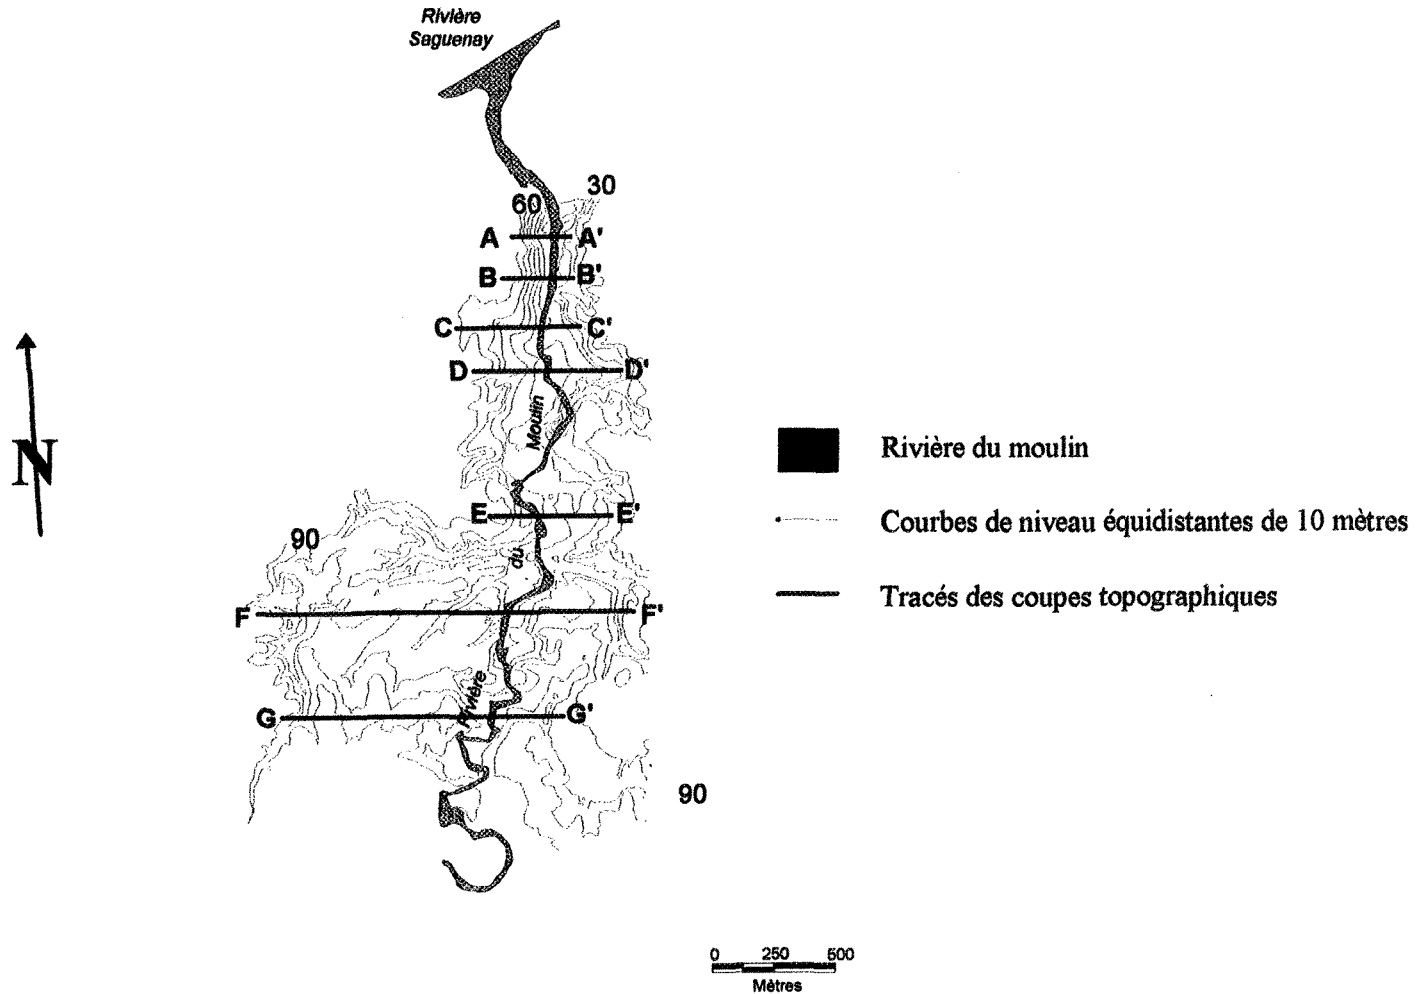 Rivière
Saguenay
30
60
A A'
B B'
C C'
D D'
Moulin
E E'
du
90
F F'
Rivière
G G'
90
N
Rivière du moulin
Courbes de niveau équidistantes de 10 mètres
Tracés des coupes topographiques
0 250 500
Mètres